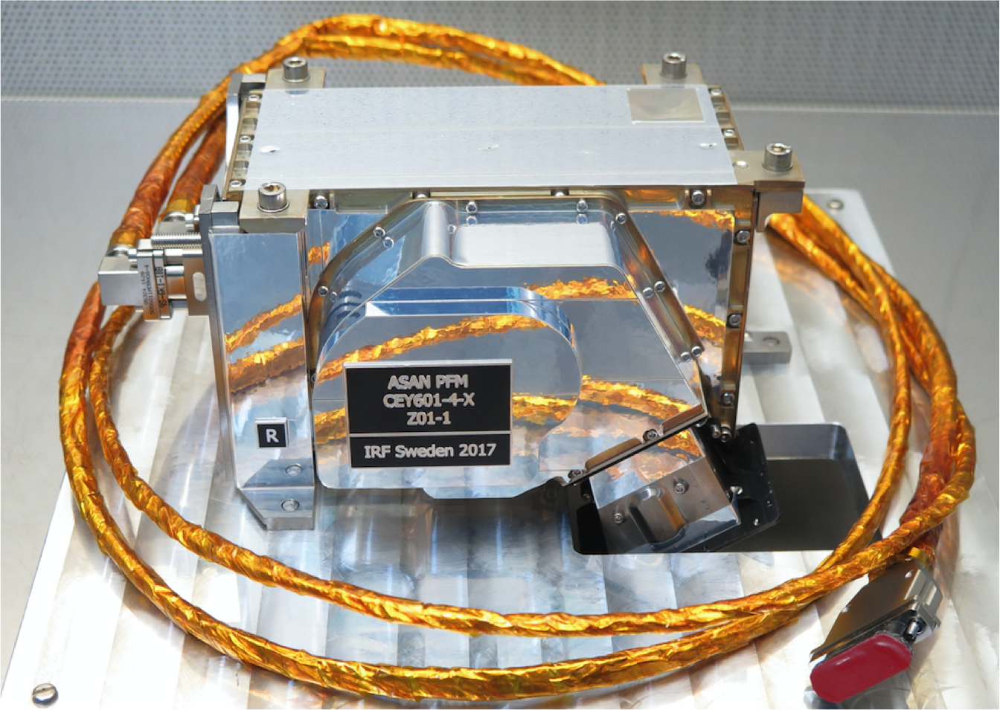 ASAN PFM
CEY601-4-X
Z01-1
IRF Sweden 2017
R